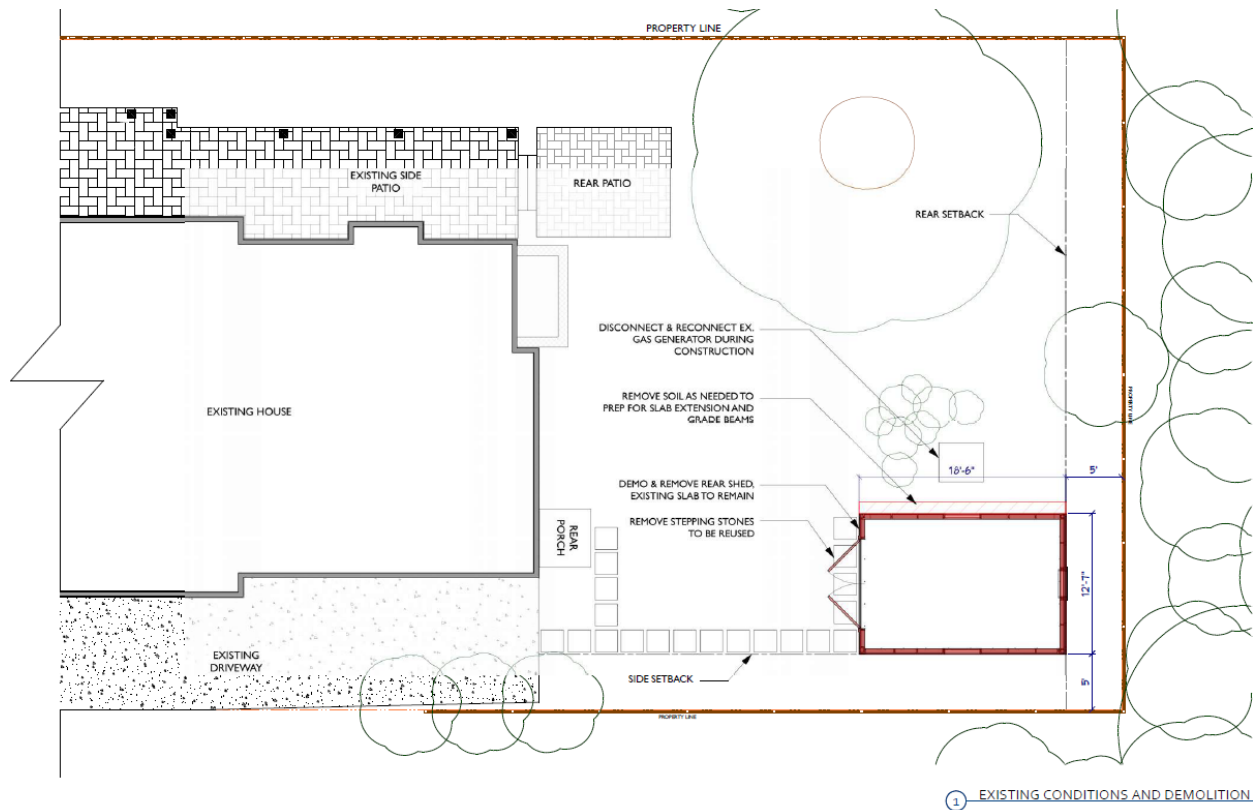 PROPERTY LINE
EXISTING SIDE
PATIO
REAR PATIO
REAR SETBACK
DISCONNECT & RECONNECT EX.
GAS GENERATOR DURING
CONSTRUCTION
EXISTING HOUSE
REMOVE SOIL AS NEEDED TO
PREP FOR SLAB EXTENSION AND
GRADE BEAMS
PROPERTY LINE
18'-6"
5'
DEMO & REMOVE REAR SHED,
EXISTING SLAB TO REMAIN
REMOVE STEPPING STONES
TO BE REUSED
REAR
PORCH
12'-7"
EXISTING
DRIVEWAY
SIDE SETBACK
5'
PROPERTY LINE
1 EXISTING CONDITIONS AND DEMOLITION